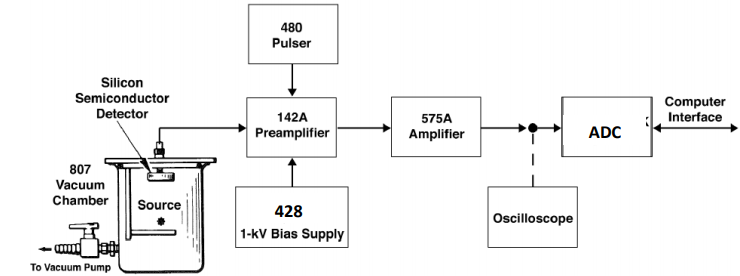 480
Pulser
Silicon
Semiconductor
Detector
142A
Preamplifier
575A
Amplifier
ADC
Computer
Interface
807
Vacuum
Chamber
Source
428
1-kV Bias Supply
Oscilloscope
To Vacuum Pump